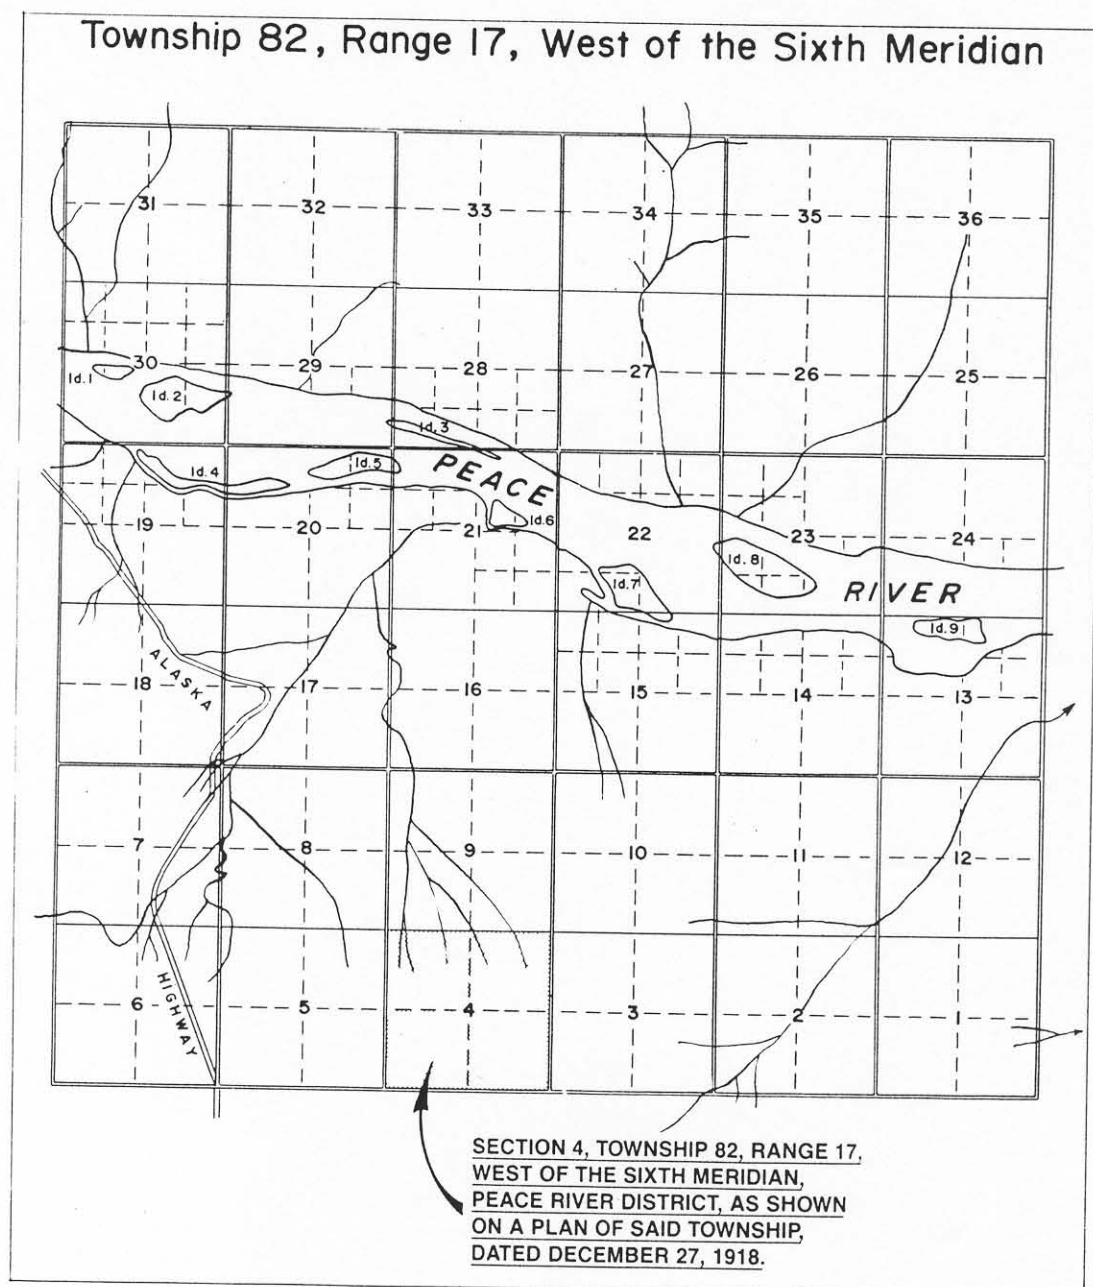 Township 82, Range 17, West of the Sixth Meridian
31 32 33 34 35 36
30 29 28 27 26 25
Id.1
Id.2
Id.3
Id.4
Id.5
PEACE
Id.6
19 20 21 22 23 24
Id.7
Id.8
RIVER
Id.9
ALASKA
18 17 16 15 14 13
7 8 9 10 11 12
6 5 4 3 2 1
HIGHWAY
SECTION 4, TOWNSHIP 82, RANGE 17,
WEST OF THE SIXTH MERIDIAN,
PEACE RIVER DISTRICT, AS SHOWN
ON A PLAN OF SAID TOWNSHIP,
DATED DECEMBER 27, 1918.